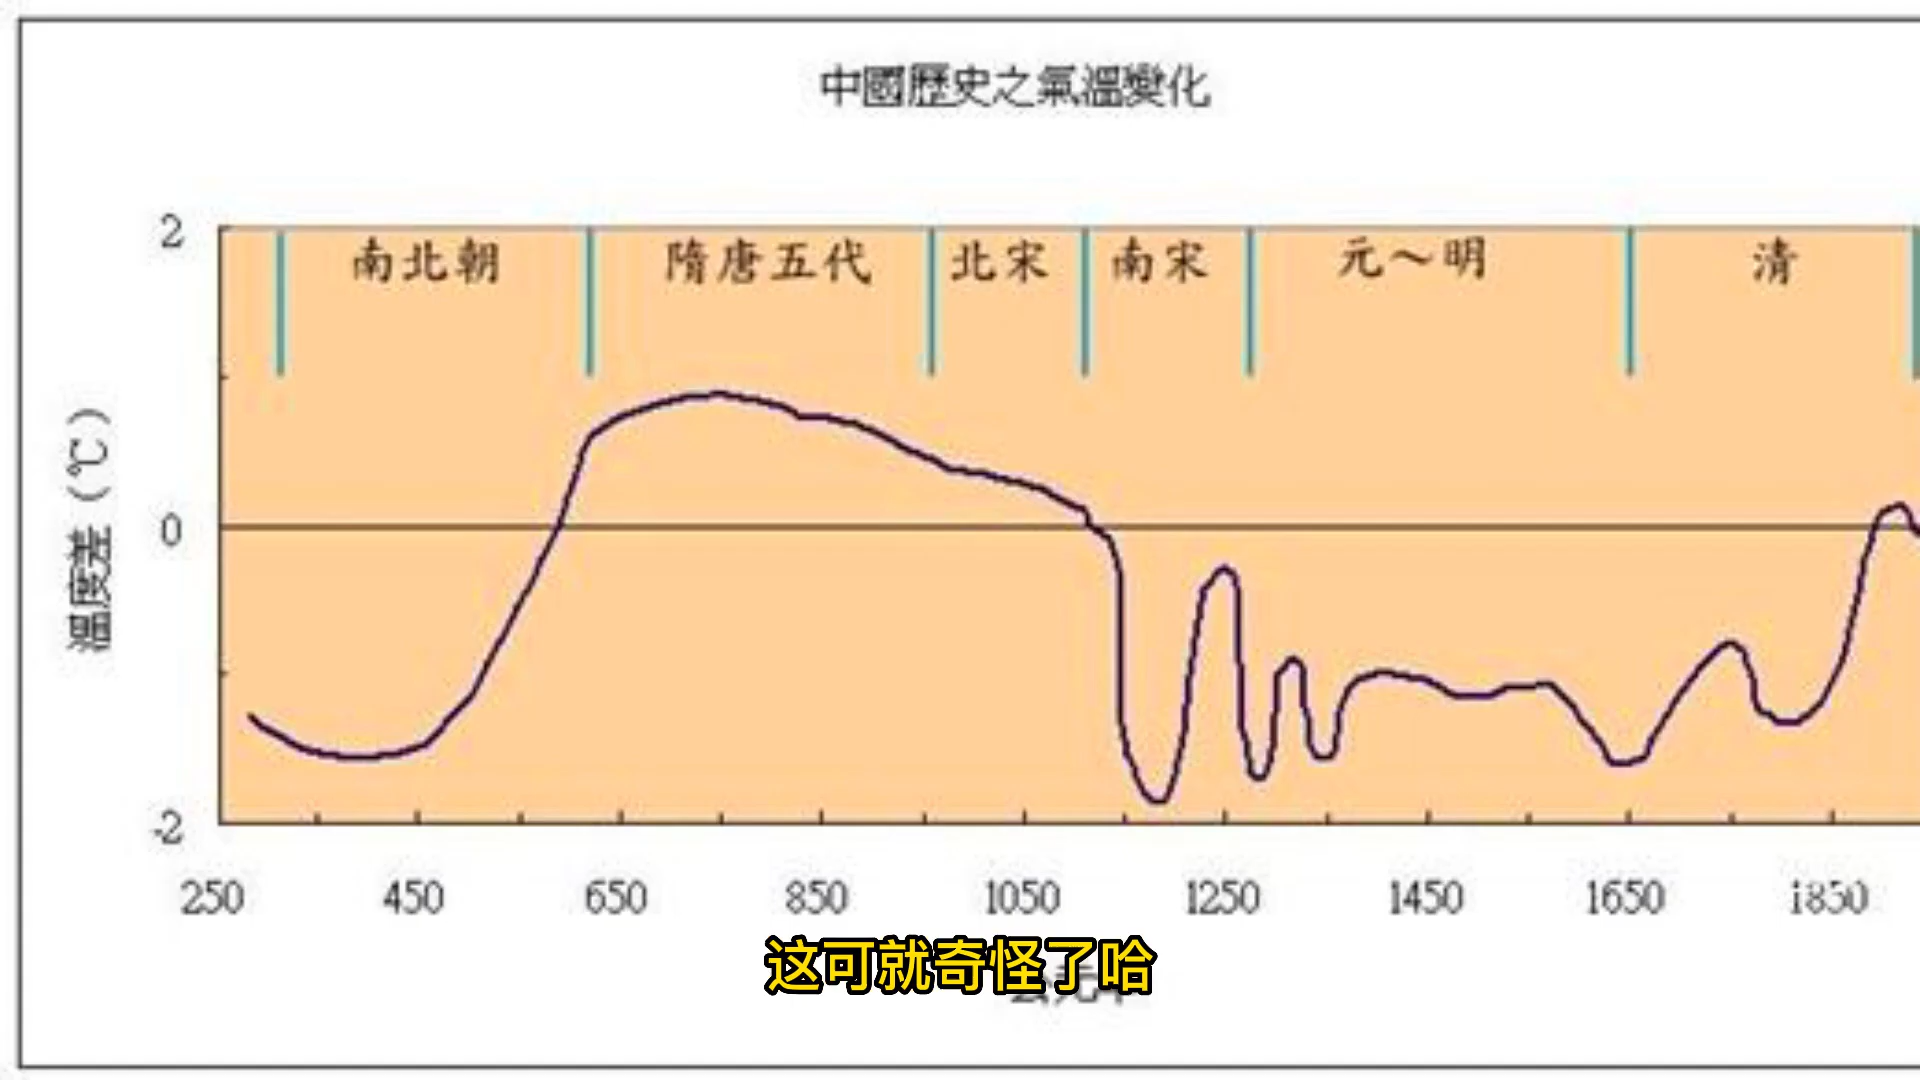 中國歷史之氣溫變化
2
南北朝 隋唐五代 北宋 南宋 元～明 清
溫度差（℃）
0
-2
250 450 650 850 1050 1250 1450 1650 1850
这可就奇怪了哈